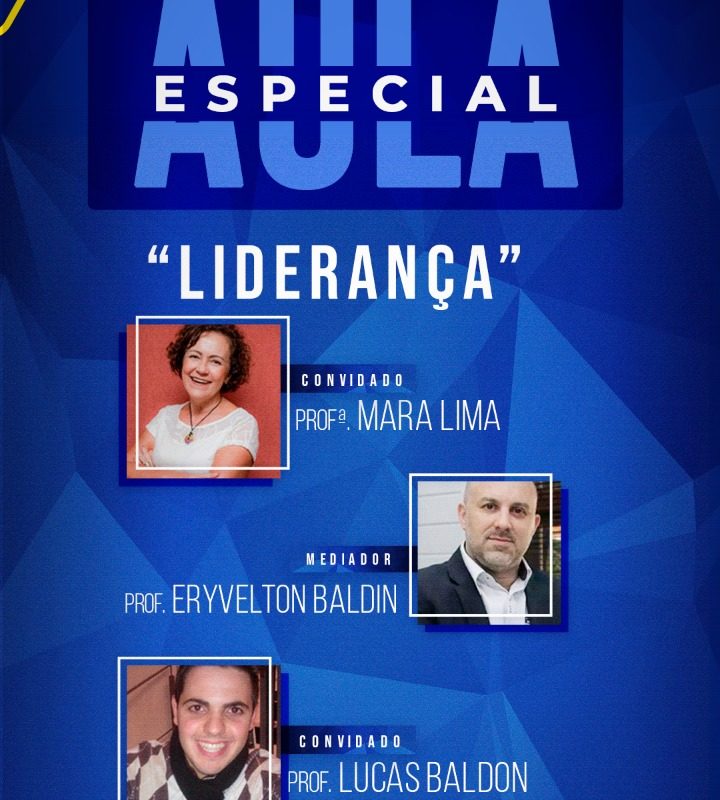 AULA
ESPECIAL
“LIDERANÇA”
CONVIDADO
PROFª. MARA LIMA
MEDIADOR
PROF. ERYVELTON BALDIN
CONVIDADO
PROF. LUCAS BALDON